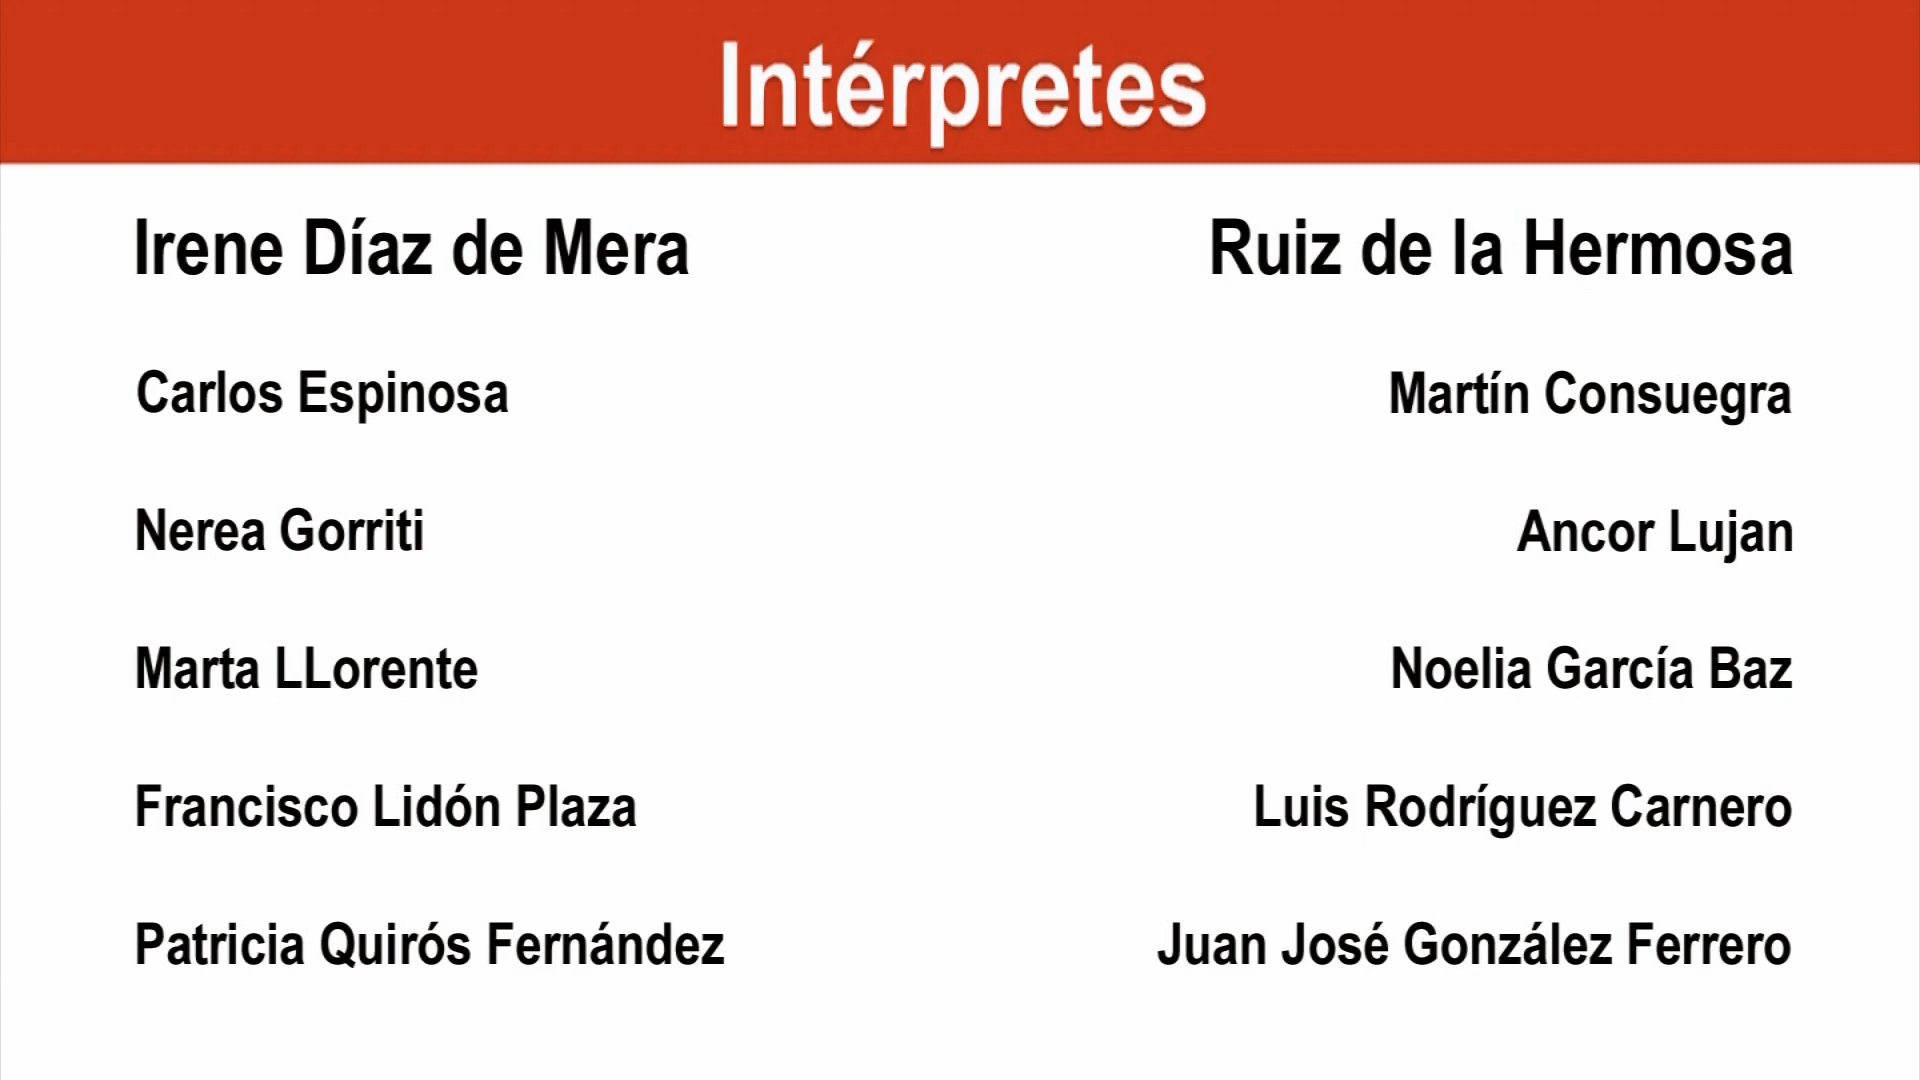 Intérpretes
Irene Díaz de Mera Ruiz de la Hermosa
Carlos Espinosa Martín Consuegra
Nerea Gorriti Ancor Lujan
Marta LLorente Noelia García Baz
Francisco Lidón Plaza Luis Rodríguez Carnero
Patricia Quirós Fernández Juan José González Ferrero